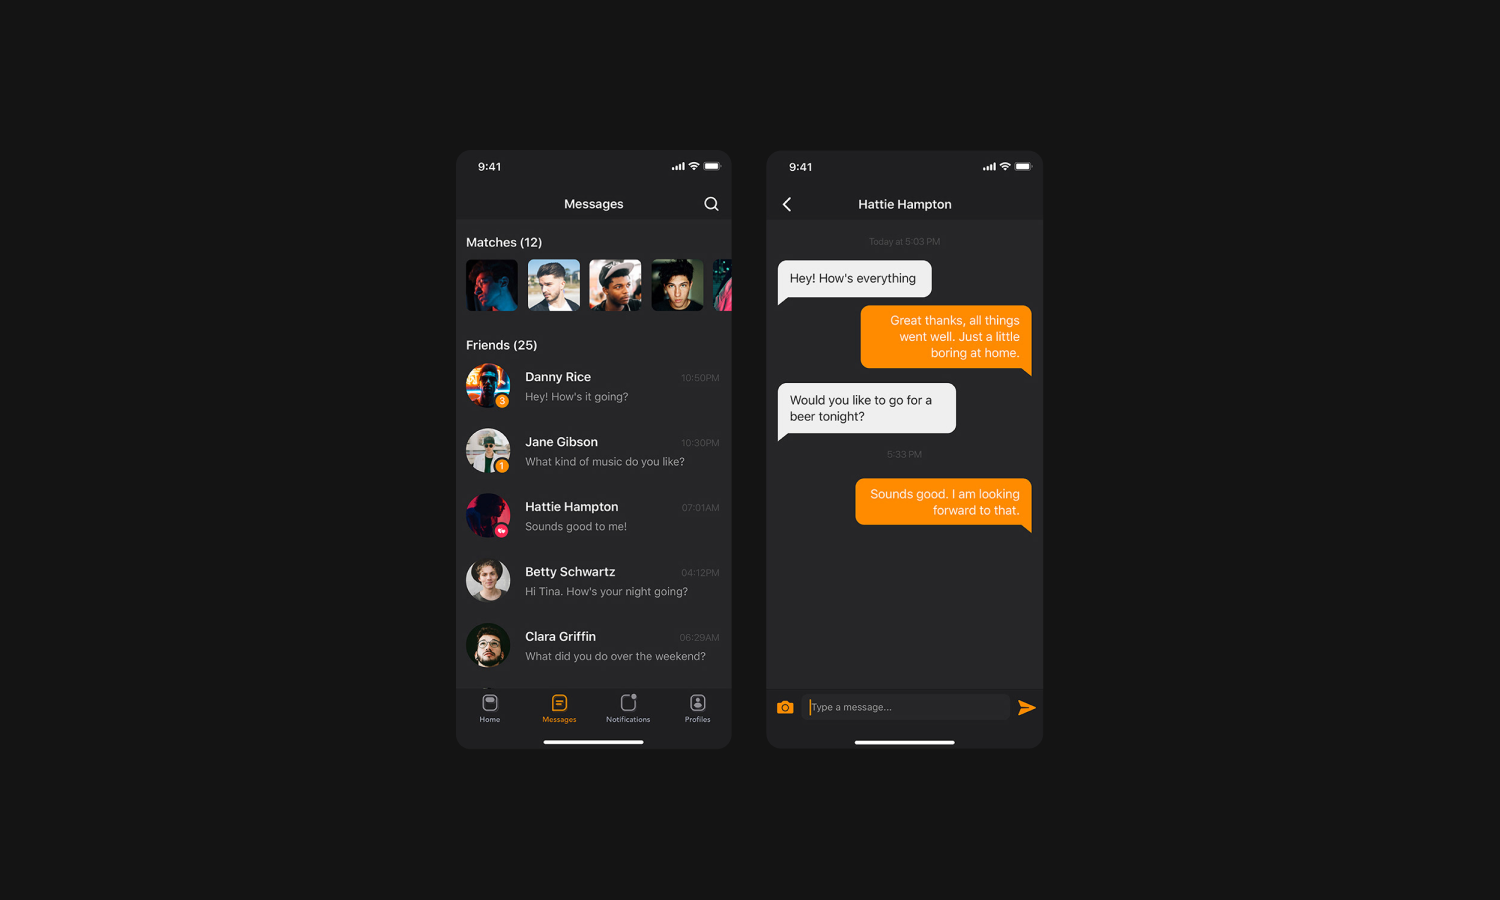 9:41
Messages
Matches (12)
Friends (25)
Danny Rice
10:50PM
Hey! How's it going?
3
Jane Gibson
10:30PM
What kind of music do you like?
1
Hattie Hampton
07:01AM
Sounds good to me!
Betty Schwartz
04:12PM
Hi Tina. How's your night going?
Clara Griffin
06:29AM
What did you do over the weekend?
Home
Messages
Notifications
Profiles
9:41
Hattie Hampton
Today at 5:03 PM
Hey! How's everything
Great thanks, all things
went well. Just a little
boring at home.
Would you like to go for a
beer tonight?
5:33 PM
Sounds good. I am looking
forward to that.
Type a message...